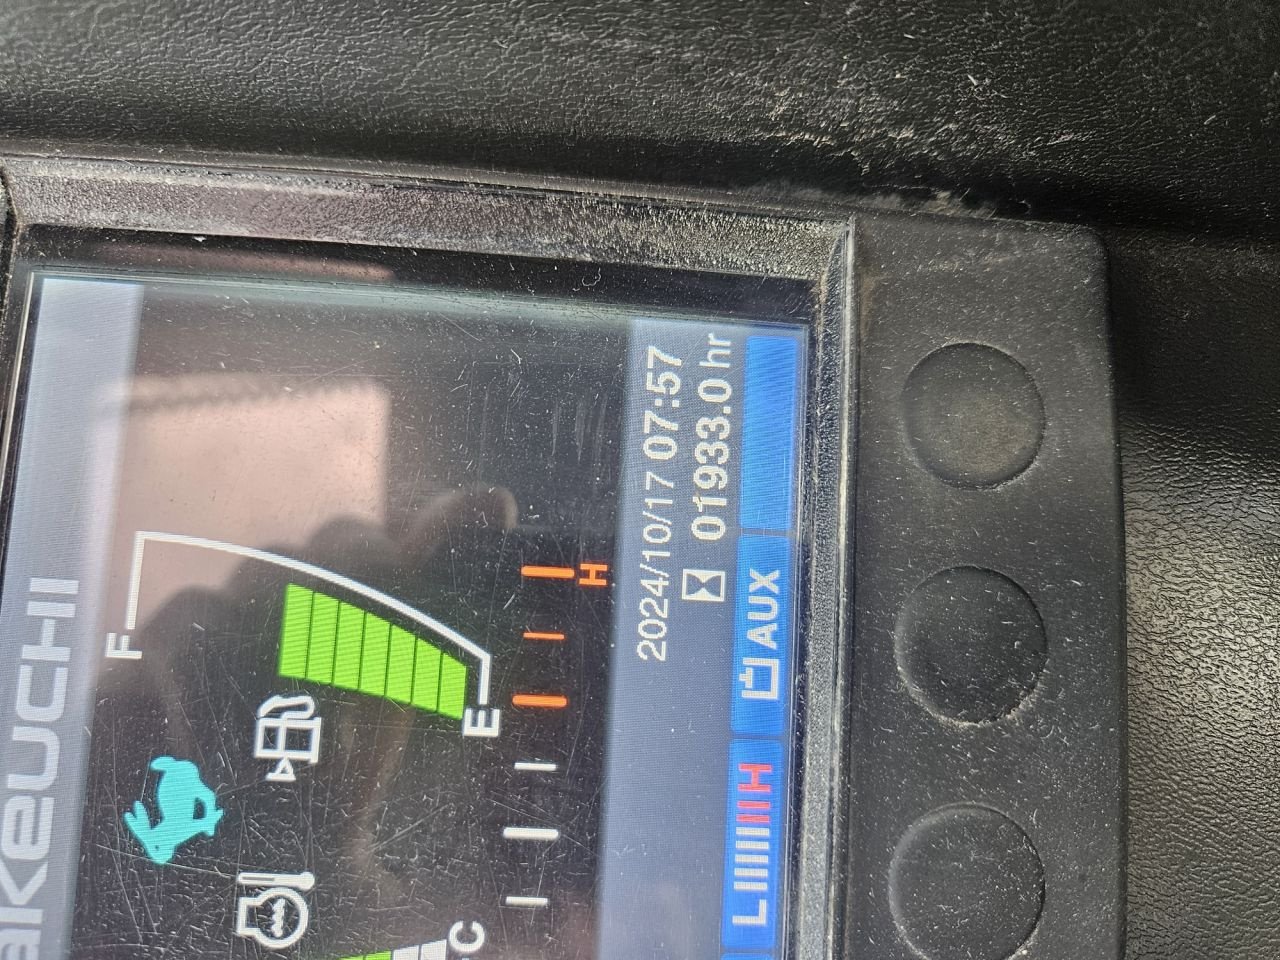 akeuchi
F
E
C
H
2024/10/17 07:57
01933.0 hr
L H
AUX